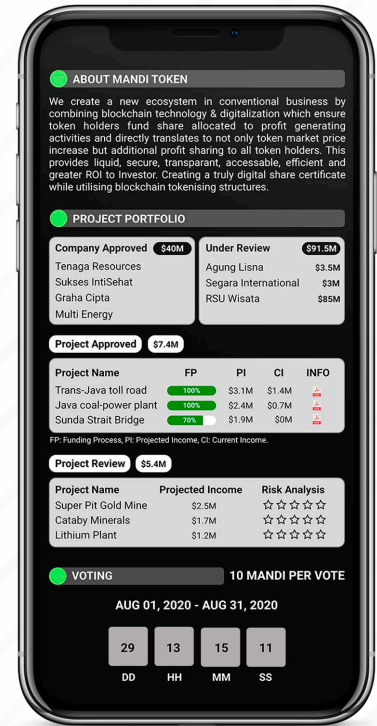 ABOUT MANDI TOKEN
We create a new ecosystem in conventional business by
combining blockchain technology & digitalization which ensure
token holders fund share allocated to profit generating
activities and directly translates to not only token market price
increase but additional profit sharing to all token holders. This
provides liquid, secure, transparant, accessable, efficient and
greater ROI to Investor. Creating a truly digital share certificate
while utilising blockchain tokenising structures.
PROJECT PORTFOLIO
Company Approved $40M
Tenaga Resources
Sukses IntiSehat
Graha Cipta
Multi Energy
Under Review $91.5M
Agung Lisna $3.5M
Segara International $3M
RSU Wisata $85M
Project Approved $7.4M
Project Name FP PI CI INFO
Trans-Java toll road 100% $3.1M $1.4M
Java coal-power plant 100% $2.4M $0.7M
Sunda Strait Bridge 70% $1.9M $0M
FP: Funding Process, PI: Projected Income, CI: Current Income.
Project Review $5.4M
Project Name Projected Income Risk Analysis
Super Pit Gold Mine $2.5M
Cataby Minerals $1.7M
Lithium Plant $1.2M
VOTING 10 MANDI PER VOTE
AUG 01, 2020 - AUG 31, 2020
29 13 15 11
DD HH MM SS